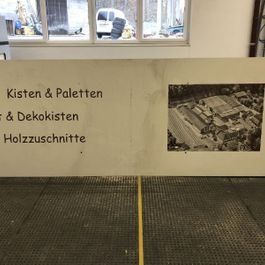 Kisten & Paletten
& Dekokisten
Holzzuschnitte